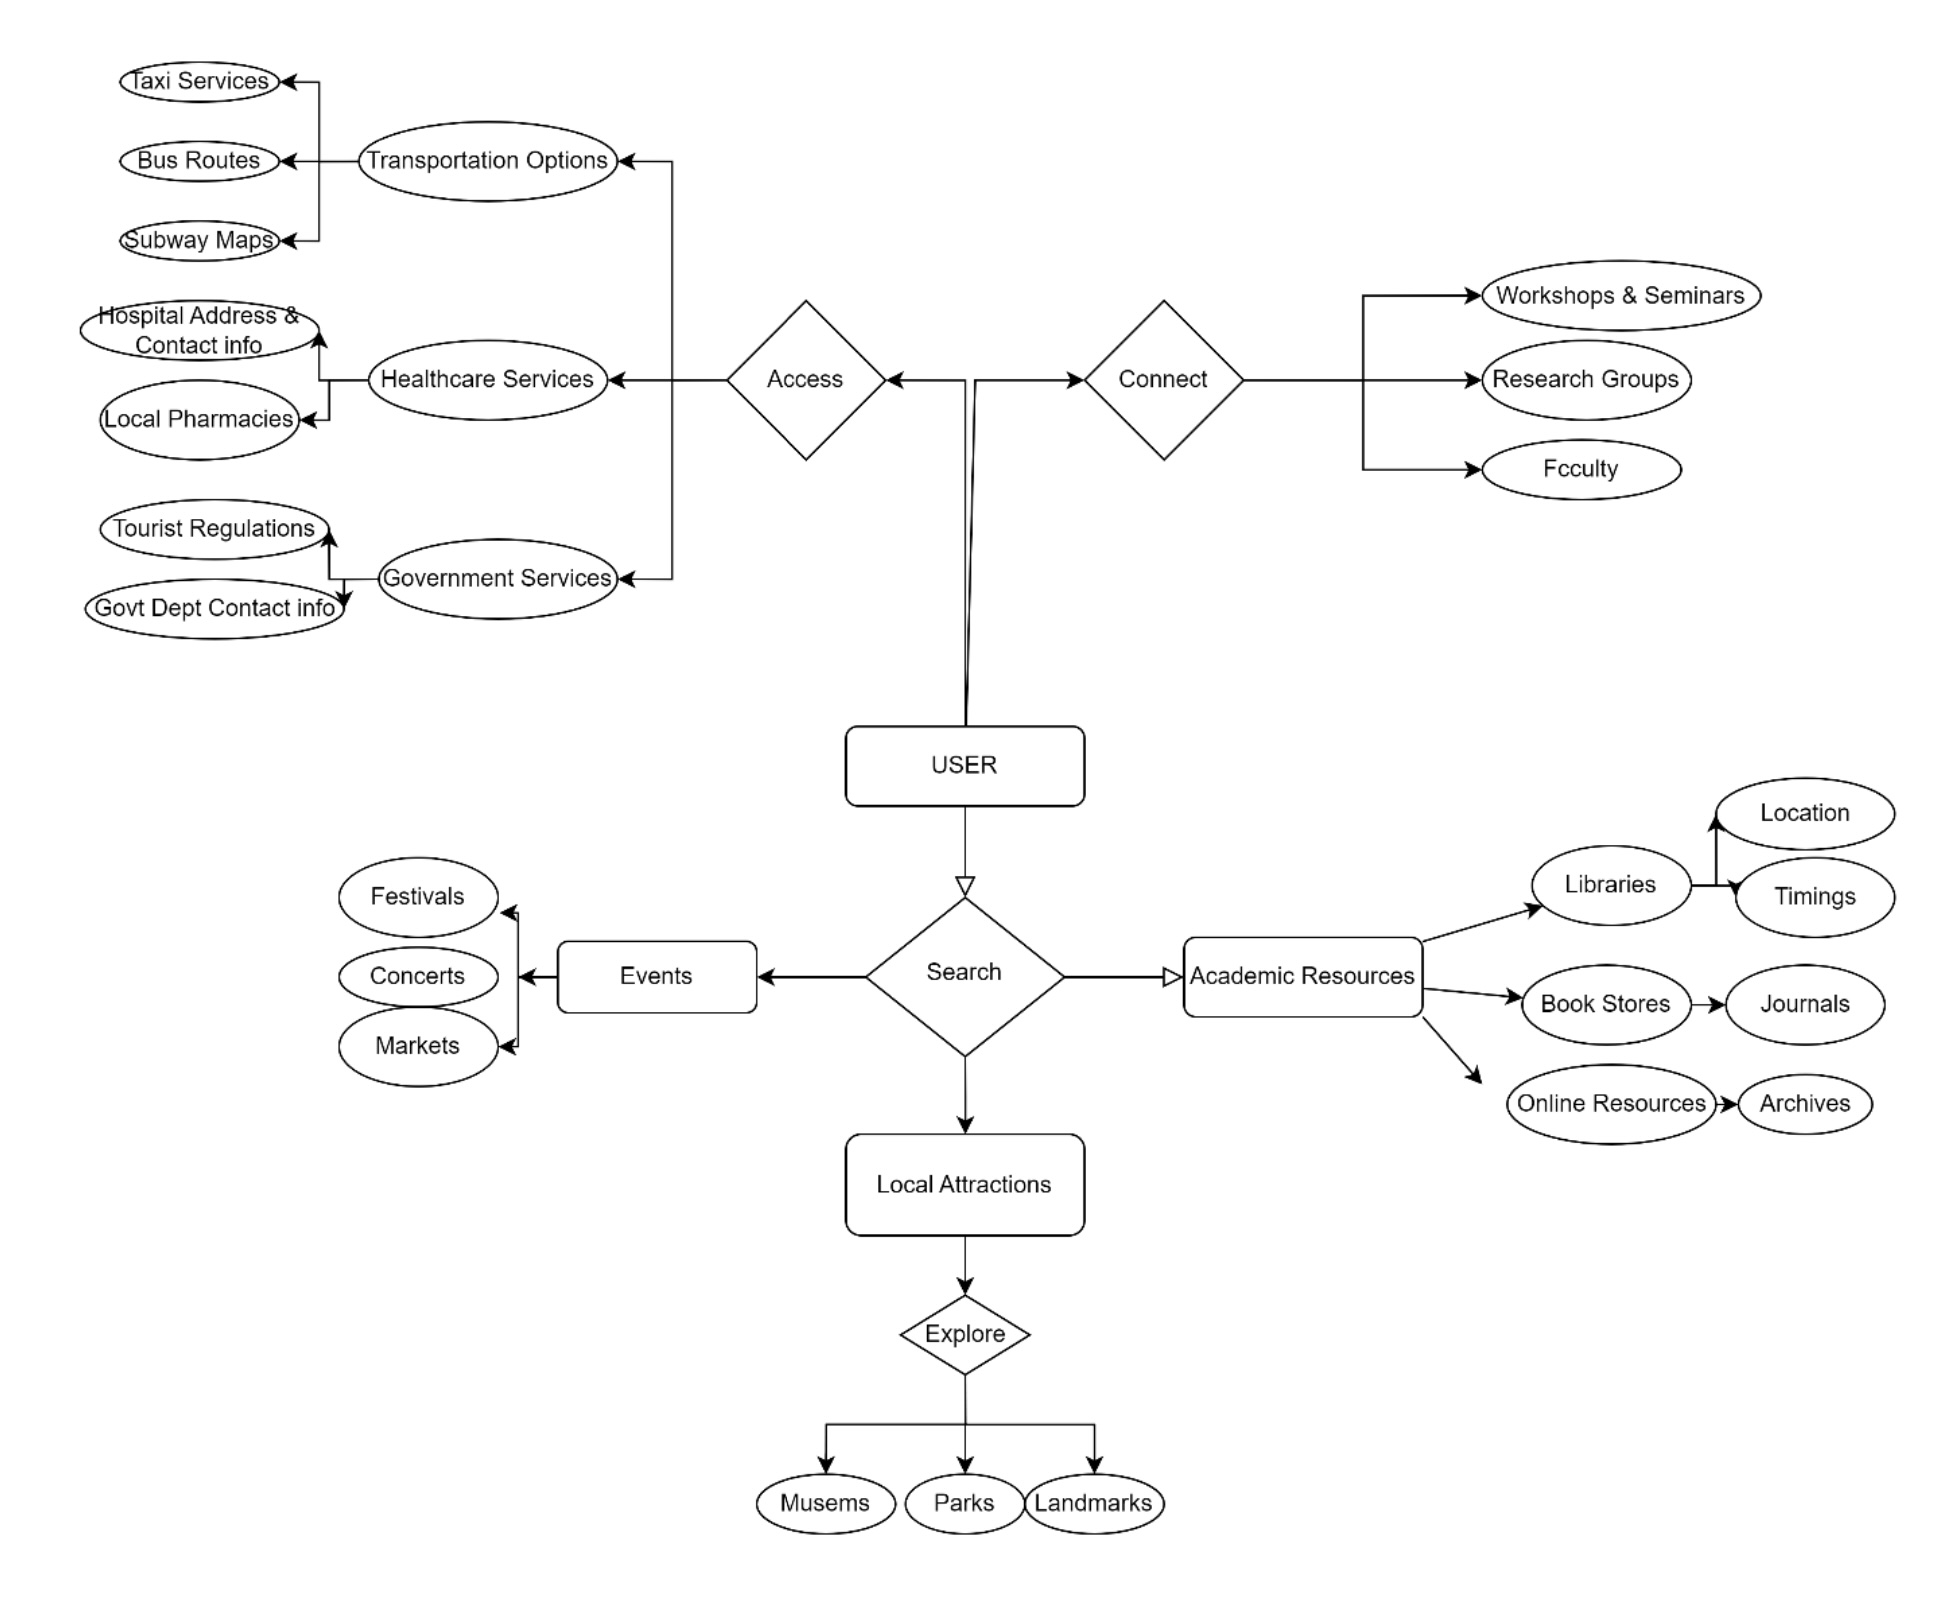 Taxi Services
Bus Routes
Subway Maps
Transportation Options
Hospital Address &
Contact info
Local Pharmacies
Healthcare Services
Tourist Regulations
Govt Dept Contact info
Government Services
Access
Connect
Workshops & Seminars
Research Groups
Fcculty
USER
Search
Festivals
Concerts
Markets
Events
Academic Resources
Libraries
Location
Timings
Book Stores
Journals
Online Resources
Archives
Local Attractions
Explore
Musems
Parks
Landmarks